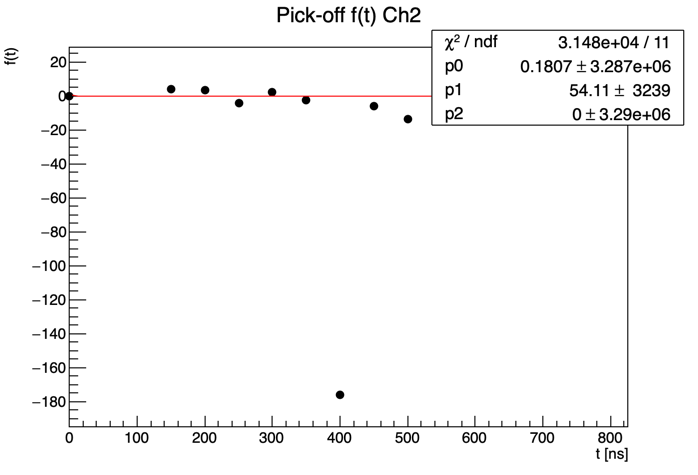 Pick-off f(t) Ch2
f(t)
χ² / ndf 3.148e+04 / 11
p0 0.1807 ± 3.287e+06
p1 54.11 ± 3239
p2 0 ± 3.29e+06
20
0
−20
−40
−60
−80
−100
−120
−140
−160
−180
0 100 200 300 400 500 600 700 800
t [ns]